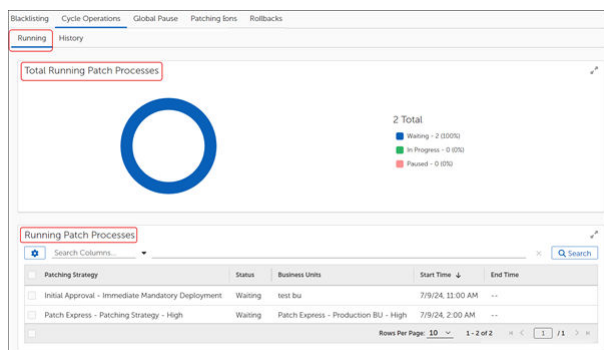 Blacklisting Cycle Operations Global Pause Patching Ions Rollbacks
Running History
Total Running Patch Processes
2 Total
Waiting - 2 (100%)
In Progress - 0 (0%)
Paused - 0 (0%)
Running Patch Processes
Search Columns... Search
Patching Strategy Status Business Units Start Time ↓ End Time
Initial Approval - Immediate Mandatory Deployment Waiting test bu 7/9/24, 11:00 AM --
Patch Express - Patching Strategy - High Waiting Patch Express - Production BU - High 7/9/24, 2:00 AM --
Rows Per Page: 10 1 - 2 of 2 1 / 1